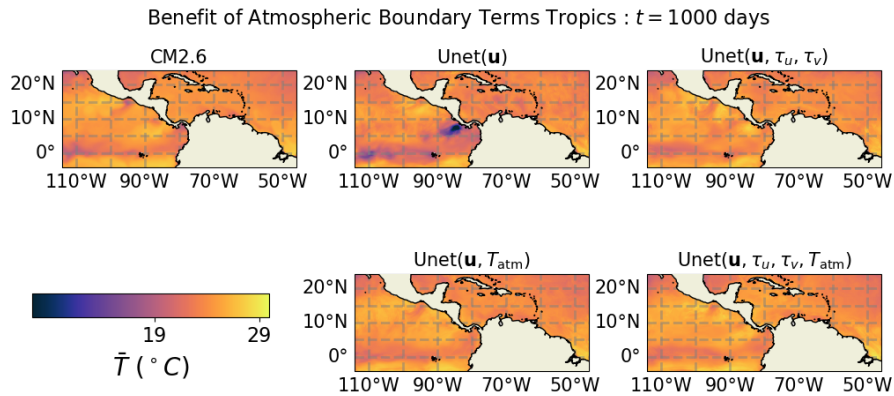 Benefit of Atmospheric Boundary Terms Tropics : t = 1000 days
CM2.6
Unet(u)
Unet(u, τu, τv)
20°N
10°N
0°
110°W 90°W 70°W 50°W
20°N
10°N
0°
110°W 90°W 70°W 50°W
20°N
10°N
0°
110°W 90°W 70°W 50°W
Unet(u, Tatm)
Unet(u, τu, τv, Tatm)
20°N
10°N
0°
110°W 90°W 70°W 50°W
20°N
10°N
0°
110°W 90°W 70°W 50°W
19 29
T̄ (°C)